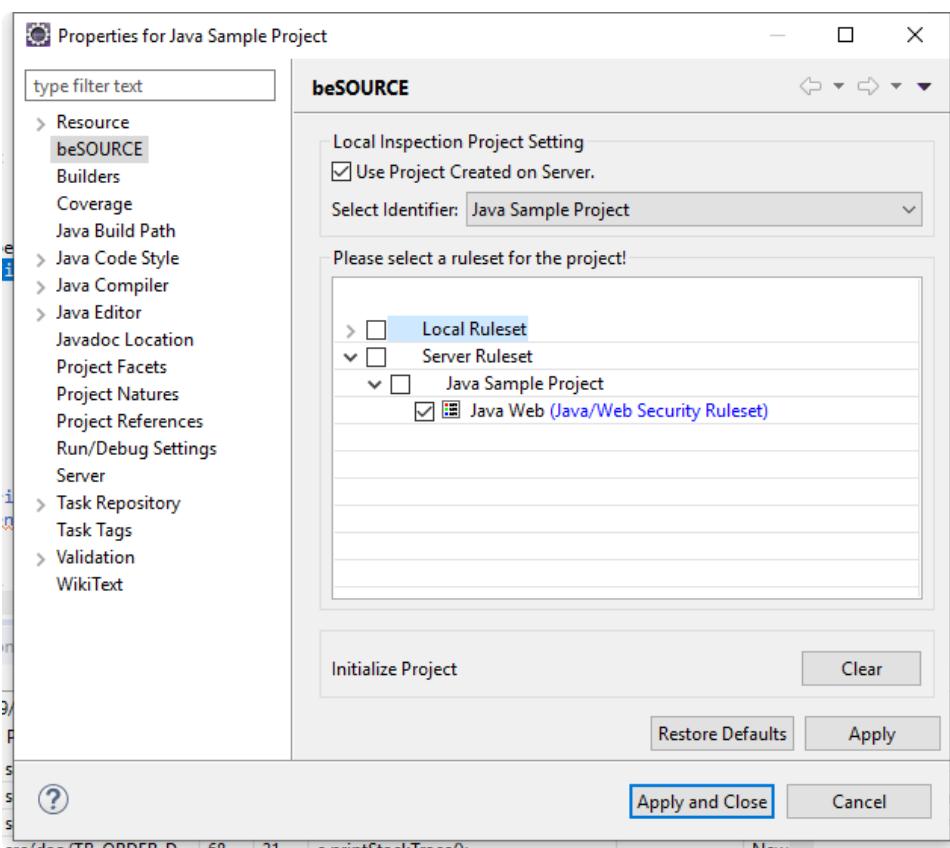 Properties for Java Sample Project
type filter text
Resource
beSOURCE
Builders
Coverage
Java Build Path
Java Code Style
Java Compiler
Java Editor
Javadoc Location
Project Facets
Project Natures
Project References
Run/Debug Settings
Server
Task Repository
Task Tags
Validation
WikiText
beSOURCE
Local Inspection Project Setting
Use Project Created on Server.
Select Identifier: Java Sample Project
Please select a ruleset for the project!
Local Ruleset
Server Ruleset
Java Sample Project
Java Web (Java/Web Security Ruleset)
Initialize Project Clear
Restore Defaults Apply
Apply and Close Cancel